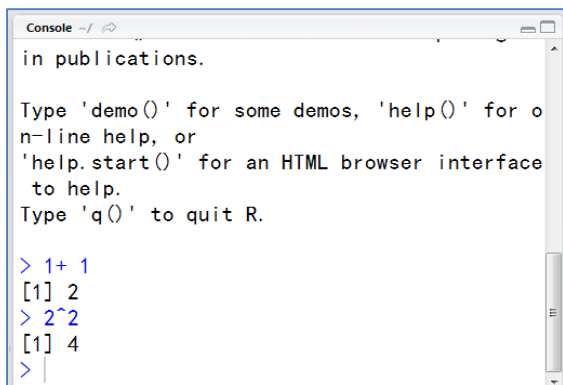 Console ~/
in publications.
Type 'demo()' for some demos, 'help()' for o
n-line help, or
'help.start()' for an HTML browser interface
to help.
Type 'q()' to quit R.
> 1+ 1
[1] 2
> 2^2
[1] 4
>